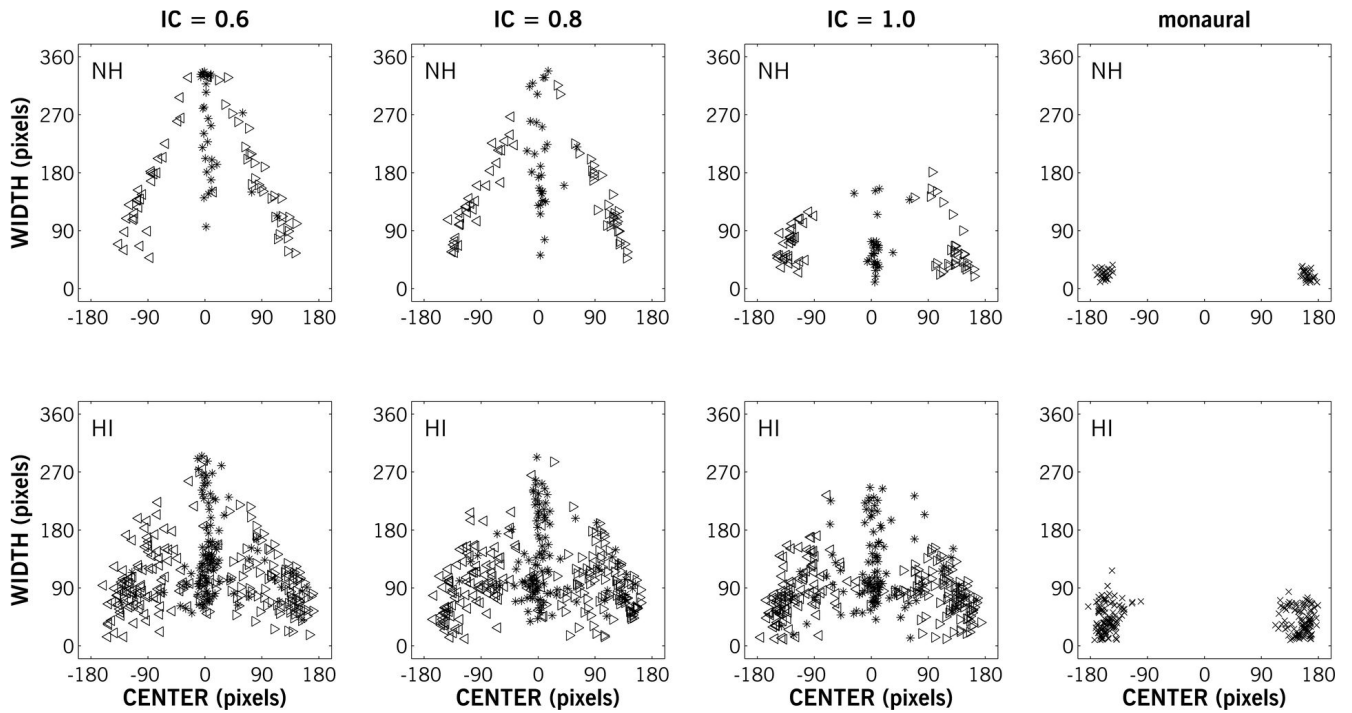 IC = 0.6 IC = 0.8 IC = 1.0 monaural
360 NH 360 NH 360 NH 360 NH
270 270 270 270
180 180 180 180
90 90 90 90
0 0 0 0
WIDTH (pixels)
-180 -90 0 90 180 -180 -90 0 90 180 -180 -90 0 90 180 -180 -90 0 90 180
360 HI 360 HI 360 HI 360 HI
270 270 270 270
180 180 180 180
90 90 90 90
0 0 0 0
WIDTH (pixels)
-180 -90 0 90 180 -180 -90 0 90 180 -180 -90 0 90 180 -180 -90 0 90 180
CENTER (pixels) CENTER (pixels) CENTER (pixels) CENTER (pixels)